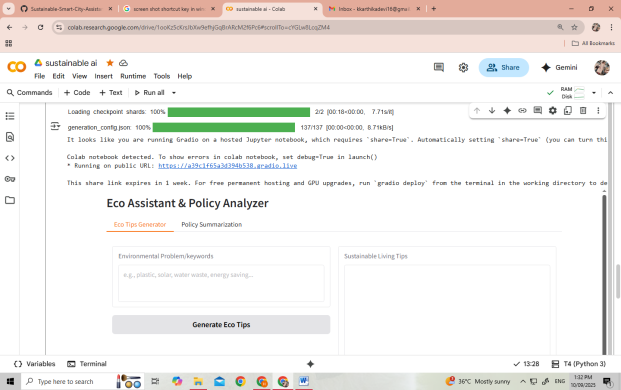 Sustainable-Smart-City-Assista
screen shot shortcut key in win
sustainable ai - Colab
Inbox - kkarthikadevi116@gmail
colab.research.google.com/drive/1ooKzScKrsJbXw9efhjGqBrARcM2f6Pc8#scrollTo=cYGLw8LcqZM4
All Bookmarks
sustainable ai
File Edit View Insert Runtime Tools Help
Share
Gemini
Commands + Code + Text Run all
RAM
Disk
Loading checkpoint shards: 100% 2/2 [00:18<00:00, 7.71s/it]
generation_config.json: 100% 137/137 [00:00<00:00, 8.71kB/s]
It looks like you are running Gradio on a hosted Jupyter notebook, which requires `share=True`. Automatically setting `share=True` (you can turn thi
Colab notebook detected. To show errors in colab notebook, set debug=True in launch()
* Running on public URL: https://a39c1f65a3d394b538.gradio.live
This share link expires in 1 week. For free permanent hosting and GPU upgrades, run `gradio deploy` from the terminal in the working directory to de
Eco Assistant & Policy Analyzer
Eco Tips Generator Policy Summarization
Environmental Problem/keywords
e.g., plastic, solar, water waste, energy saving...
Sustainable Living Tips
Generate Eco Tips
Variables Terminal
13:28 T4 (Python 3)
Type here to search
36°C Mostly sunny
ENG
1:32 PM
10/09/2025